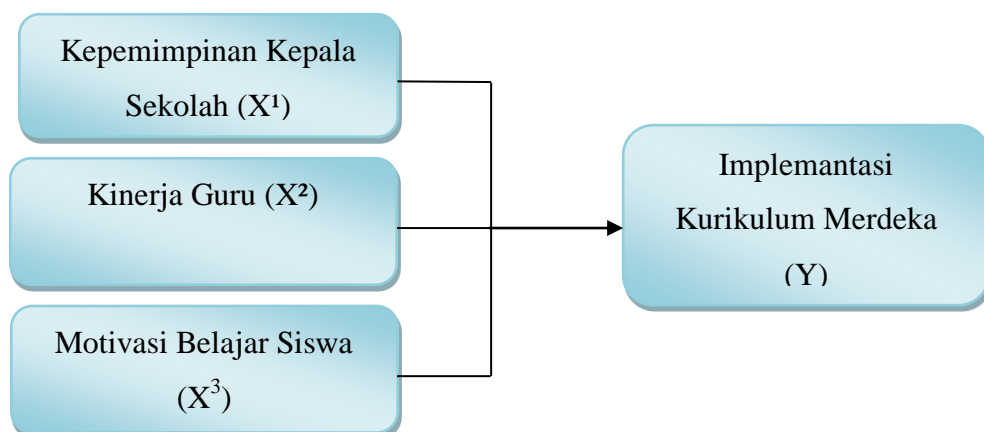 Kepemimpinan Kepala
Sekolah (X¹)
Kinerja Guru (X²)
Motivasi Belajar Siswa
(X³)
Implemantasi
Kurikulum Merdeka
(Y)